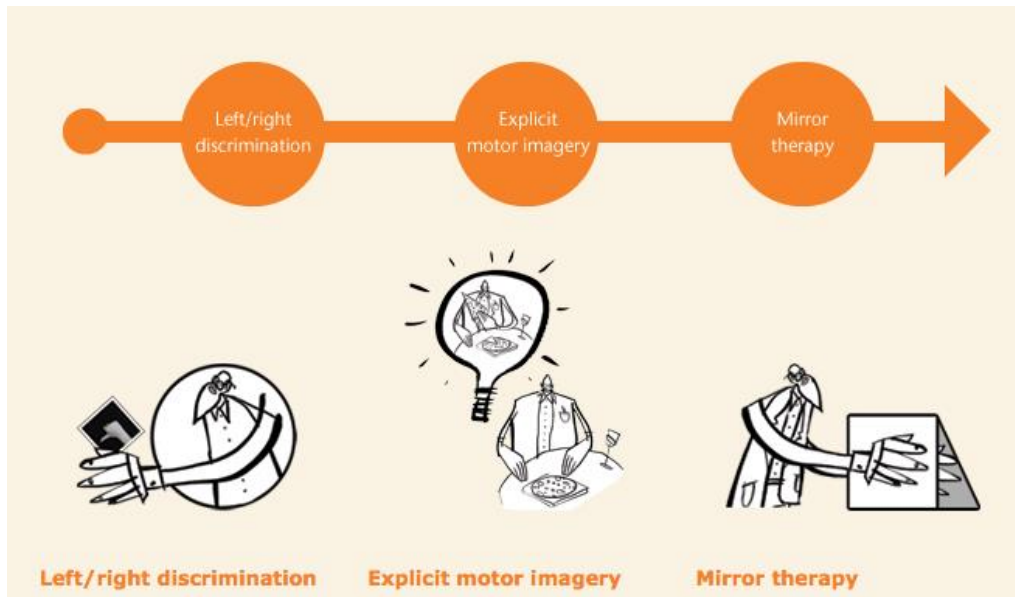 Left/right
discrimination
Explicit
motor imagery
Mirror
therapy
Left/right discrimination
Explicit motor imagery
Mirror therapy